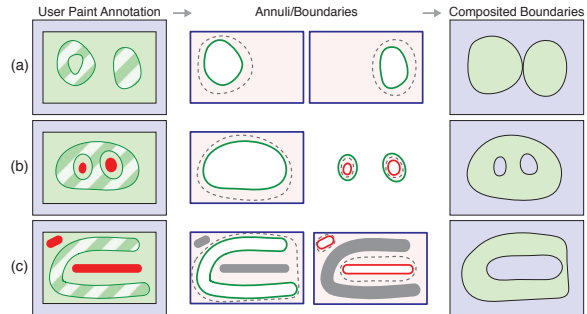 User Paint Annotation → Annuli/Boundaries → Composited Boundaries
(a)
(b)
(c)